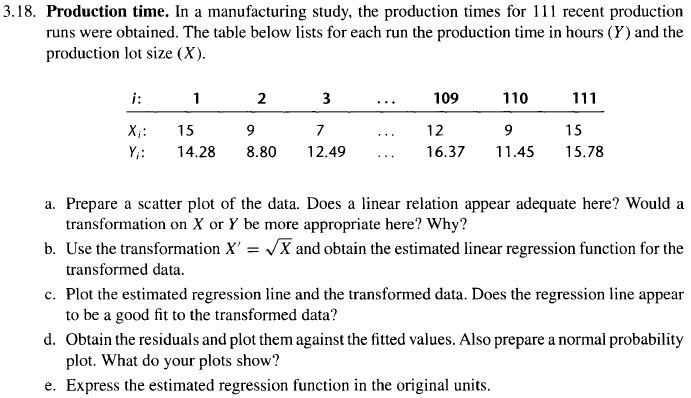 3.18. Production time. In a manufacturing study, the production times for 111 recent production
runs were obtained. The table below lists for each run the production time in hours (Y) and the
production lot size (X).
i: 1 2 3 ... 109 110 111
Xi: 15 9 7 ... 12 9 15
Yi: 14.28 8.80 12.49 ... 16.37 11.45 15.78
a. Prepare a scatter plot of the data. Does a linear relation appear adequate here? Would a
transformation on X or Y be more appropriate here? Why?
b. Use the transformation X′ = √X and obtain the estimated linear regression function for the
transformed data.
c. Plot the estimated regression line and the transformed data. Does the regression line appear
to be a good fit to the transformed data?
d. Obtain the residuals and plot them against the fitted values. Also prepare a normal probability
plot. What do your plots show?
e. Express the estimated regression function in the original units.